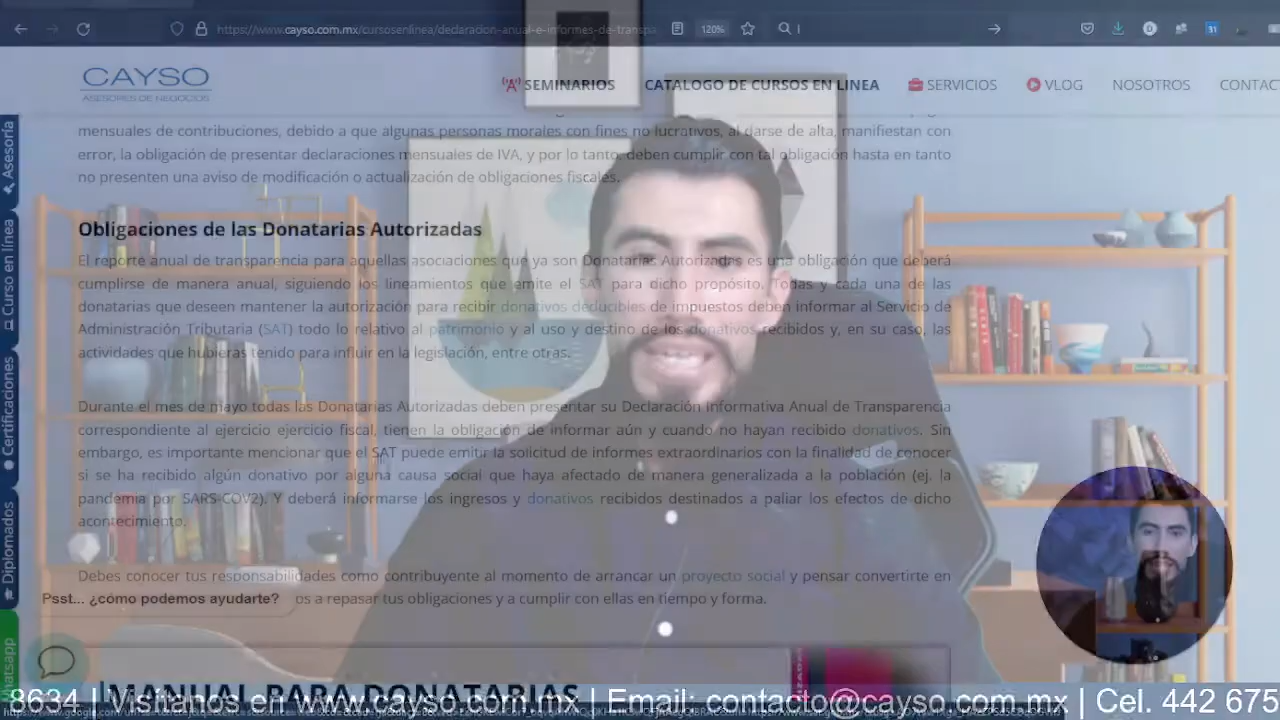 https://www.cayso.com.mx/cursosenlinea/declaracion-anual-e-informes-de-transpa
120%
CAYSO
ASESORES DE NEGOCIOS
SEMINARIOS
CATALOGO DE CURSOS EN LINEA
SERVICIOS
VLOG
NOSOTROS
CONTAC
mensuales de contribuciones, debido a que algunas personas morales con fines no lucrativos, al darse de alta, manifiestan con
error, la obligación de presentar declaraciones mensuales de IVA, y por lo tanto, deben cumplir con tal obligación hasta en tanto
no presenten una aviso de modificación o actualización de obligaciones fiscales.
Obligaciones de las Donatarias Autorizadas
El reporte anual de transparencia para aquellas asociaciones que ya son Donatarias Autorizadas es una obligación que deberá
cumplirse de manera anual, siguiendo los lineamientos que emite el SAT para dicho propósito. Todas y cada una de las
donatarias que deseen mantener la autorización para recibir donativos deducibles de impuestos deben informar al Servicio de
Administración Tributaria (SAT) todo lo relativo al patrimonio y al uso y destino de los donativos recibidos y, en su caso, las
actividades que hubieras tenido para influir en la legislación, entre otras.
Durante el mes de mayo todas las Donatarias Autorizadas deben presentar su Declaración Informativa Anual de Transparencia
correspondiente al ejercicio ejercicio fiscal, tienen la obligación de informar aún y cuando no hayan recibido donativos. Sin
embargo, es importante mencionar que el SAT puede emitir la solicitud de informes extraordinarios con la finalidad de conocer
si se ha recibido algún donativo por alguna causa social que haya afectado de manera generalizada a la población (ej. la
pandemia por SARS-COV2). Y deberá informarse los ingresos y donativos recibidos destinados a paliar los efectos de dicho
acontecimiento.
Debes conocer tus responsabilidades como contribuyente al momento de arrancar un proyecto social y pensar convertirte en
Psst... ¿cómo podemos ayudarte?
os a repasar tus obligaciones y a cumplir con ellas en tiempo y forma.
MANUAL PARA DONATARIAS
Asesoría
Curso en línea
Certificaciones
Diplomados
hatsapp
8634 | Visítanos en www.cayso.com.mx | Email: contacto@cayso.com.mx | Cel. 442 675